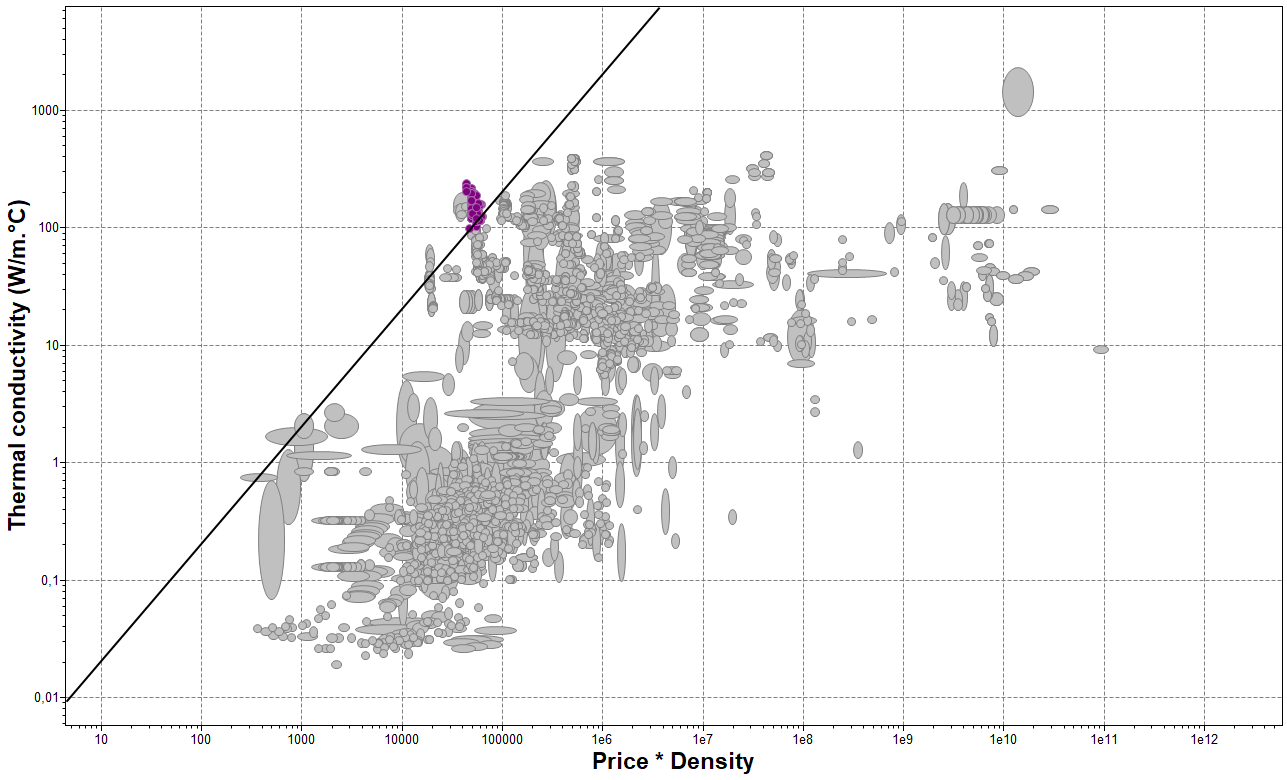 Thermal conductivity (W/m.°C)
1000
100
10
1
0,1
0,01
10
100
1000
10000
100000
1e6
1e7
1e8
1e9
1e10
1e11
1e12
Price * Density